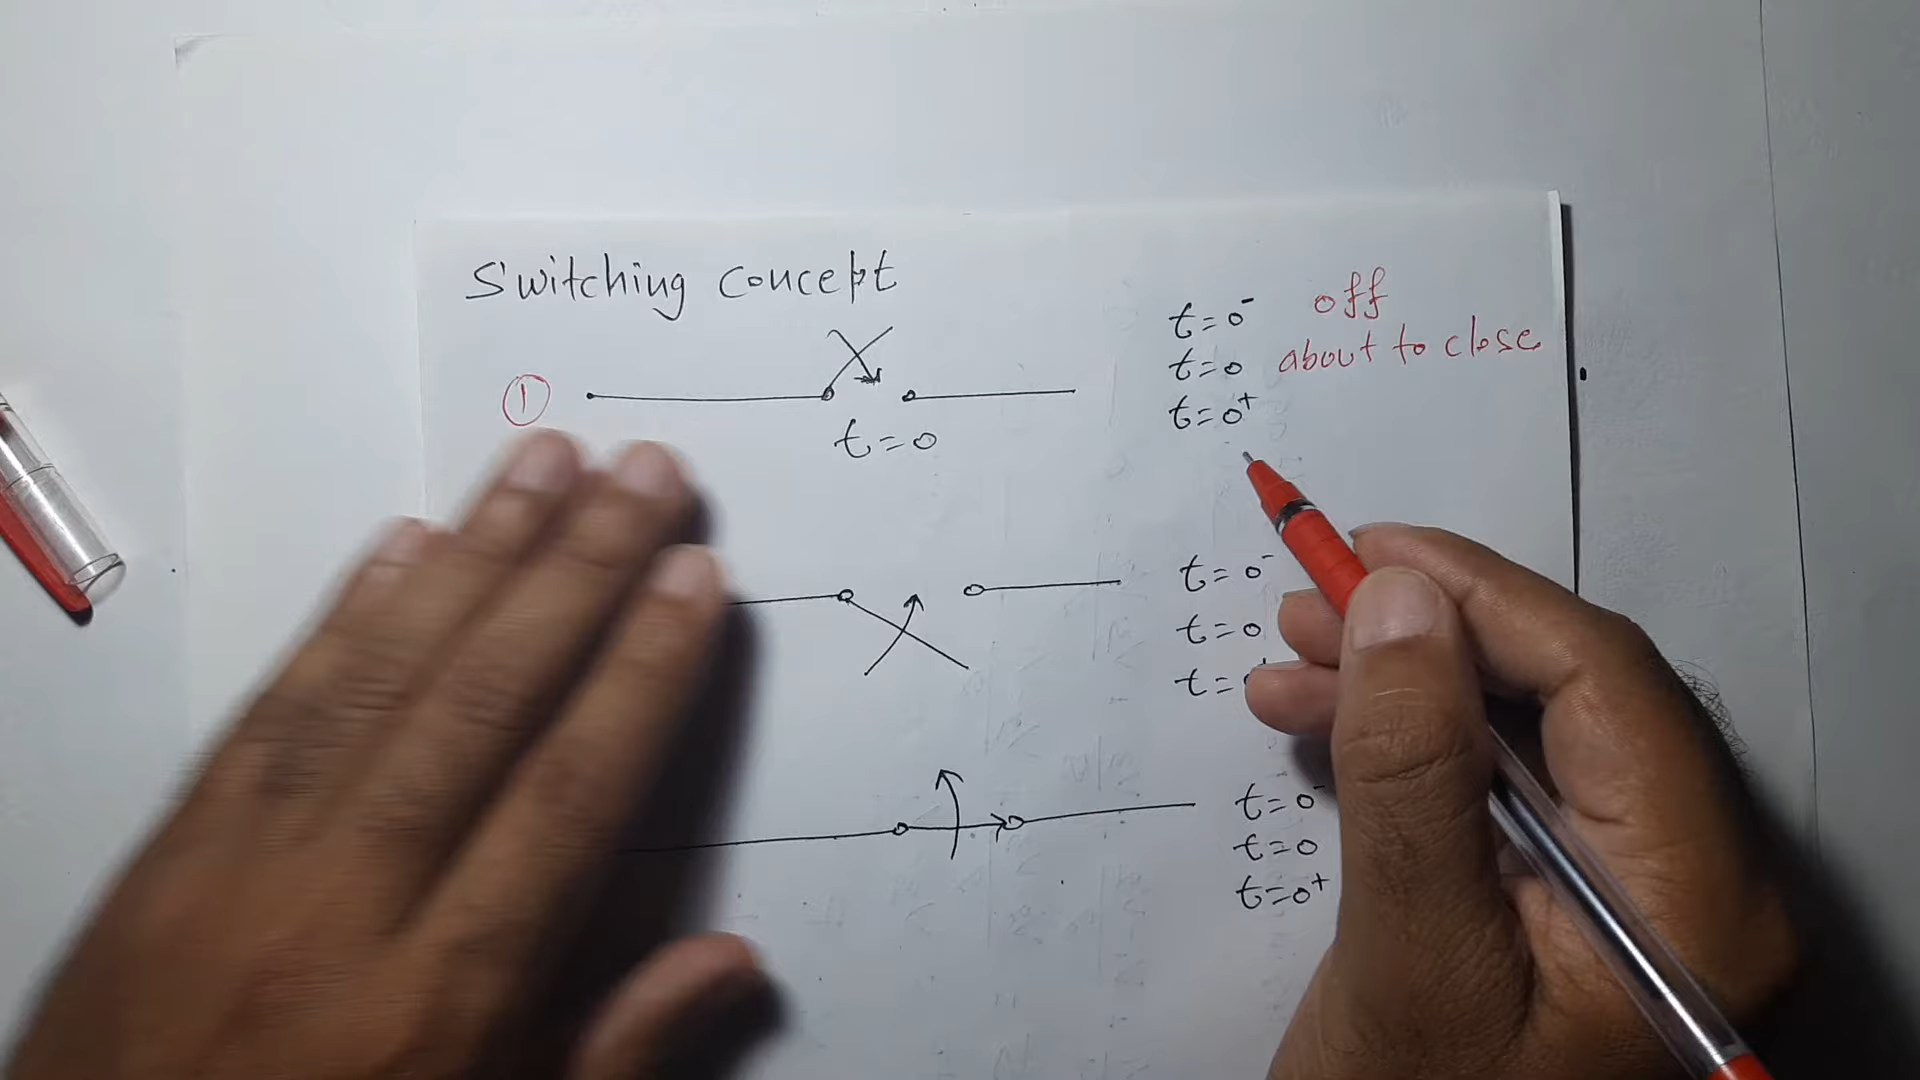 Switching concept
t=0⁻ off
t=0 about to close
t=0⁺
①
t=0
t=0⁻
t=0
t=
t=0⁻
t=0
t=0⁺